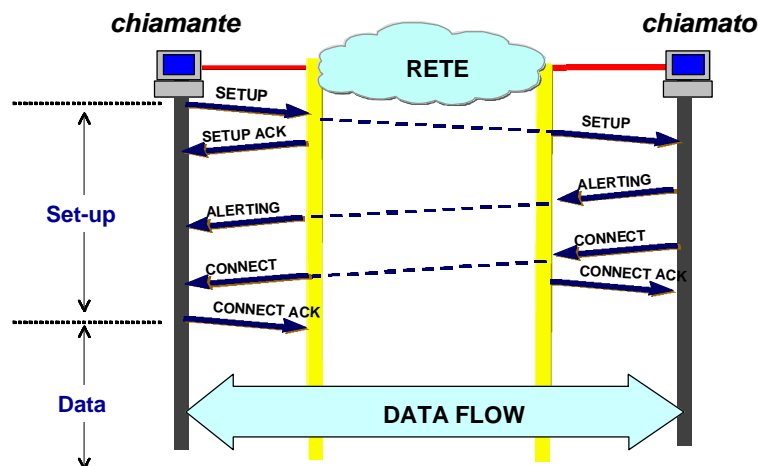 chiamante
chiamato
RETE
SETUP
SETUP
SETUP ACK
ALERTING
ALERTING
Set-up
CONNECT
CONNECT
CONNECT ACK
CONNECT ACK
Data
DATA FLOW